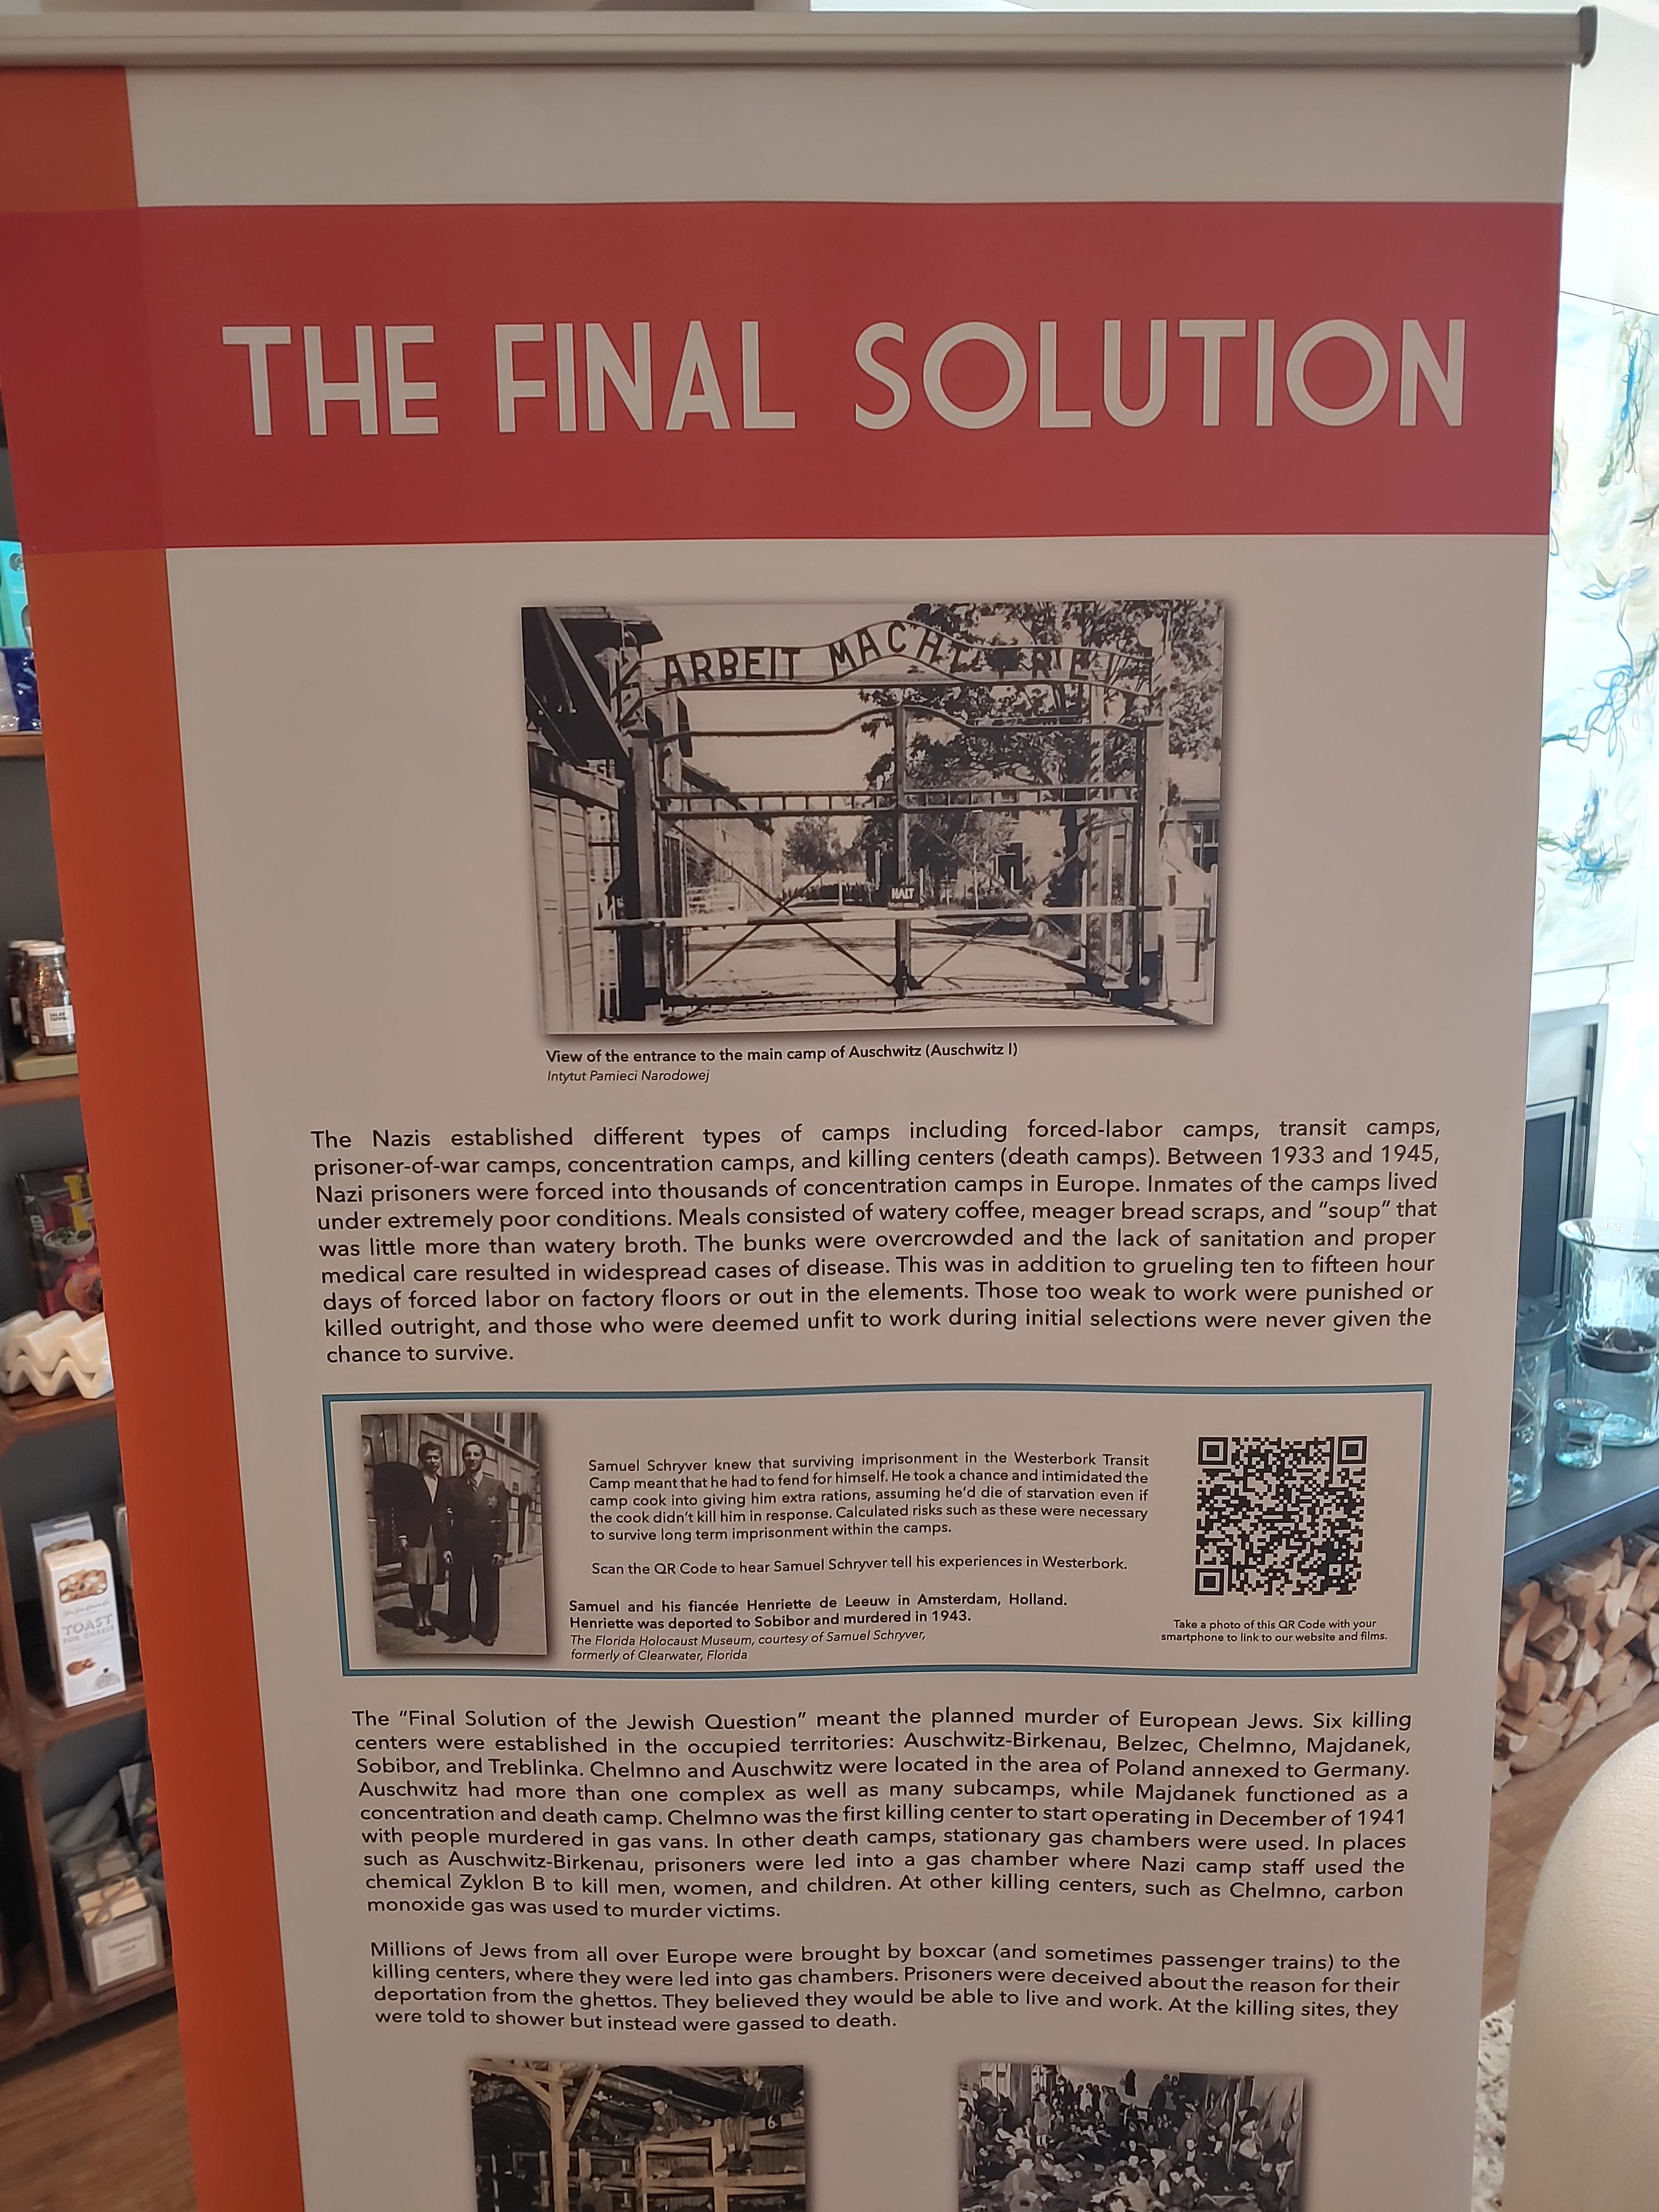 THE FINAL SOLUTION
ARBEIT MACHT FREI
HALT
View of the entrance to the main camp of Auschwitz (Auschwitz I)
Intytut Pamieci Narodowej
The Nazis established different types of camps including forced-labor camps, transit camps,
prisoner-of-war camps, concentration camps, and killing centers (death camps). Between 1933 and 1945,
Nazi prisoners were forced into thousands of concentration camps in Europe. Inmates of the camps lived
under extremely poor conditions. Meals consisted of watery coffee, meager bread scraps, and "soup" that
was little more than watery broth. The bunks were overcrowded and the lack of sanitation and proper
medical care resulted in widespread cases of disease. This was in addition to grueling ten to fifteen hour
days of forced labor on factory floors or out in the elements. Those too weak to work were punished or
killed outright, and those who were deemed unfit to work during initial selections were never given the
chance to survive.
Samuel Schryver knew that surviving imprisonment in the Westerbork Transit
Camp meant that he had to fend for himself. He took a chance and intimidated the
camp cook into giving him extra rations, assuming he'd die of starvation even if
the cook didn't kill him in response. Calculated risks such as these were necessary
to survive long term imprisonment within the camps.
Scan the QR Code to hear Samuel Schryver tell his experiences in Westerbork.
Samuel and his fiancée Henriette de Leeuw in Amsterdam, Holland.
Henriette was deported to Sobibor and murdered in 1943.
The Florida Holocaust Museum, courtesy of Samuel Schryver,
formerly of Clearwater, Florida
Take a photo of this QR Code with your
smartphone to link to our website and films.
The "Final Solution of the Jewish Question" meant the planned murder of European Jews. Six killing
centers were established in the occupied territories: Auschwitz-Birkenau, Belzec, Chelmno, Majdanek,
Sobibor, and Treblinka. Chelmno and Auschwitz were located in the area of Poland annexed to Germany.
Auschwitz had more than one complex as well as many subcamps, while Majdanek functioned as a
concentration and death camp. Chelmno was the first killing center to start operating in December of 1941
with people murdered in gas vans. In other death camps, stationary gas chambers were used. In places
such as Auschwitz-Birkenau, prisoners were led into a gas chamber where Nazi camp staff used the
chemical Zyklon B to kill men, women, and children. At other killing centers, such as Chelmno, carbon
monoxide gas was used to murder victims.
Millions of Jews from all over Europe were brought by boxcar (and sometimes passenger trains) to the
killing centers, where they were led into gas chambers. Prisoners were deceived about the reason for their
deportation from the ghettos. They believed they would be able to live and work. At the killing sites, they
were told to shower but instead were gassed to death.
6
SALAD
TOPPING
TOAST
FOR CHEESE